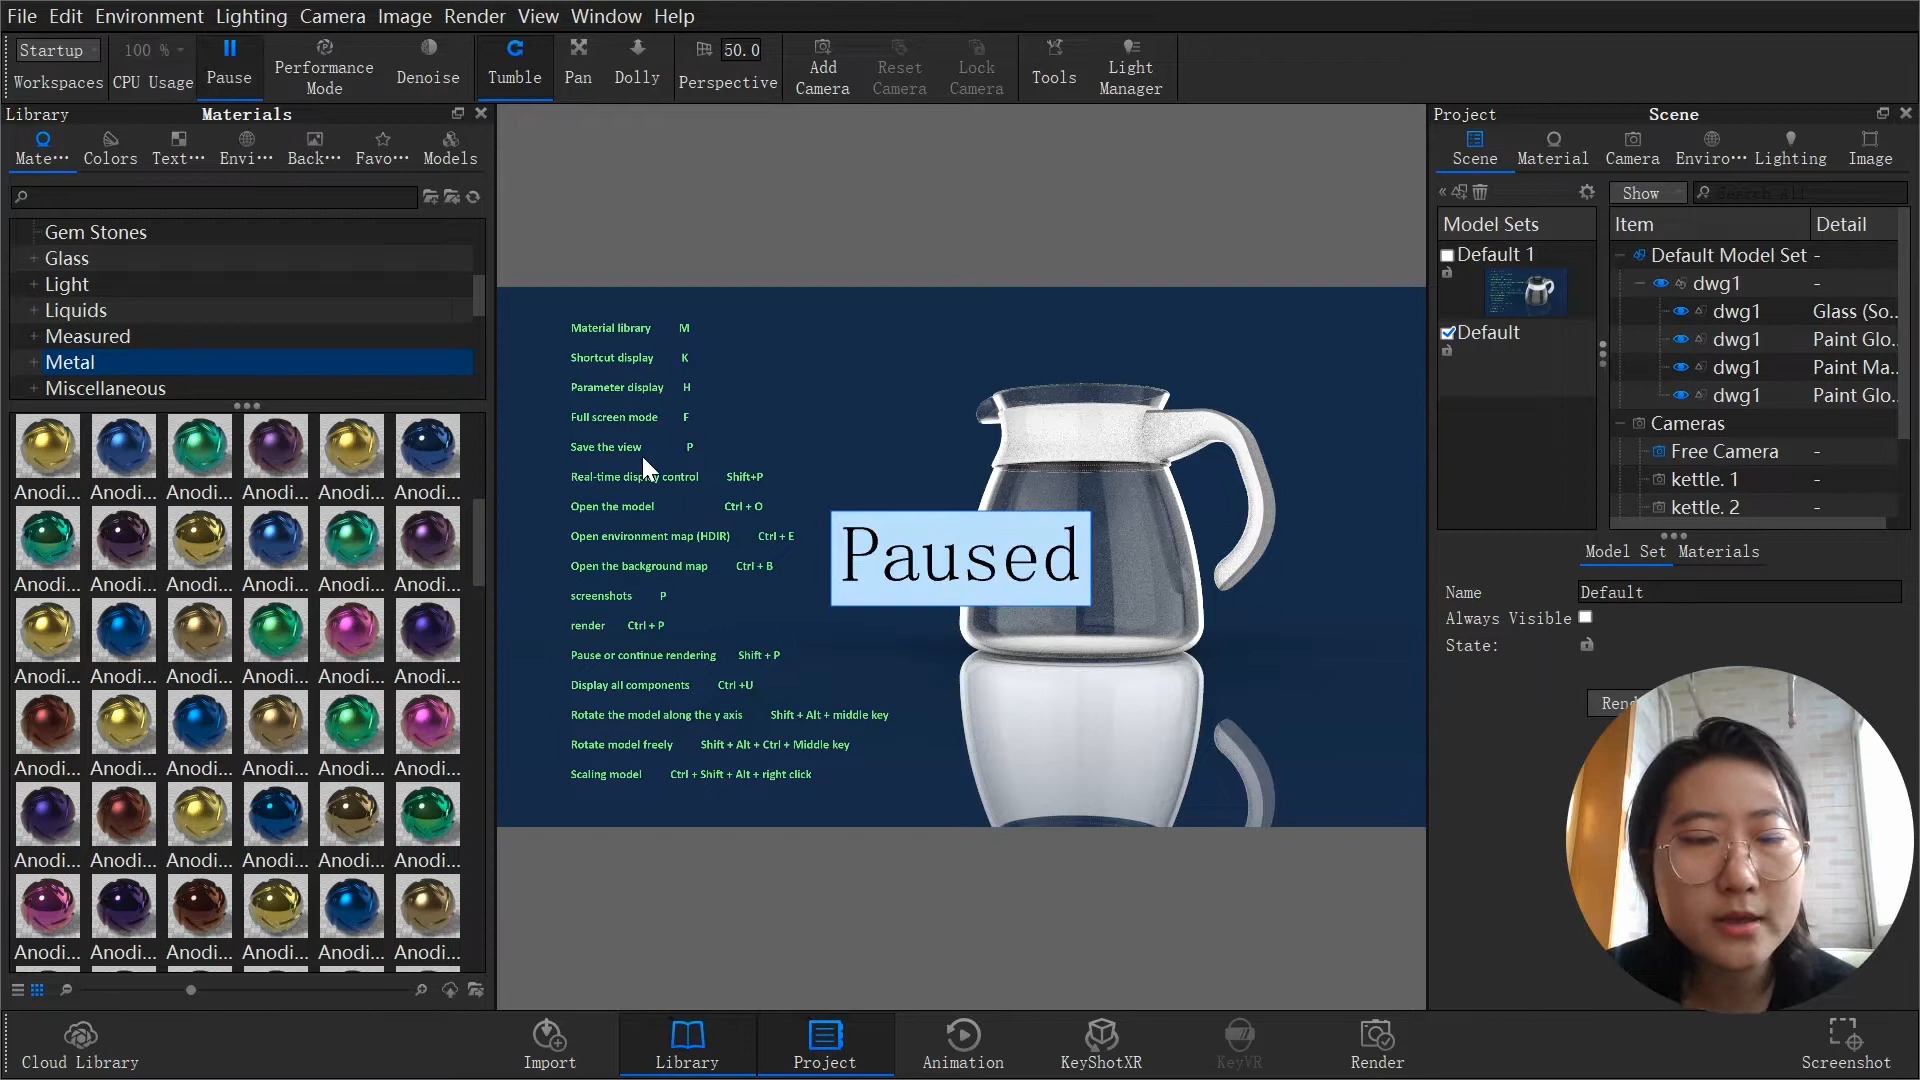 File Edit Environment Lighting Camera Image Render View Window Help
Startup
Workspaces
100 %
CPU Usage
Pause
Performance
Mode
Denoise
Tumble
Pan
Dolly
50.0
Perspective
Add
Camera
Reset
Camera
Lock
Camera
Tools
Light
Manager
Library
Materials
Mate··· Colors Text··· Envi··· Back··· Favo··· Models
Gem Stones
Glass
Light
Liquids
Measured
Metal
Miscellaneous
Anodi... Anodi... Anodi... Anodi... Anodi... Anodi...
Anodi... Anodi... Anodi... Anodi... Anodi... Anodi...
Anodi... Anodi... Anodi... Anodi... Anodi... Anodi...
Anodi... Anodi... Anodi... Anodi... Anodi... Anodi...
Anodi... Anodi... Anodi... Anodi... Anodi... Anodi...
Anodi... Anodi... Anodi... Anodi... Anodi... Anodi...
Material library M
Shortcut display K
Parameter display H
Full screen mode F
Save the view P
Real-time display control Shift+P
Open the model Ctrl + O
Open environment map (HDIR) Ctrl + E
Open the background map Ctrl + B
screenshots P
render Ctrl + P
Pause or continue rendering Shift + P
Display all components Ctrl +U
Rotate the model along the y axis Shift + Alt + middle key
Rotate model freely Shift + Alt + Ctrl + Middle key
Scaling model Ctrl + Shift + Alt + right click
Paused
Project
Scene
Scene Material Camera Enviro··· Lighting Image
Show
Search All
Model Sets
Default 1
Default
Item Detail
Default Model Set -
dwg1 -
dwg1 Glass (So..
dwg1 Paint Glo..
dwg1 Paint Ma..
dwg1 Paint Glo..
Cameras
Free Camera -
kettle. 1 -
kettle. 2 -
Model Set Materials
Name Default
Always Visible
State:
Cloud Library
Import
Library
Project
Animation
KeyShotXR
KeyVR
Render
Screenshot